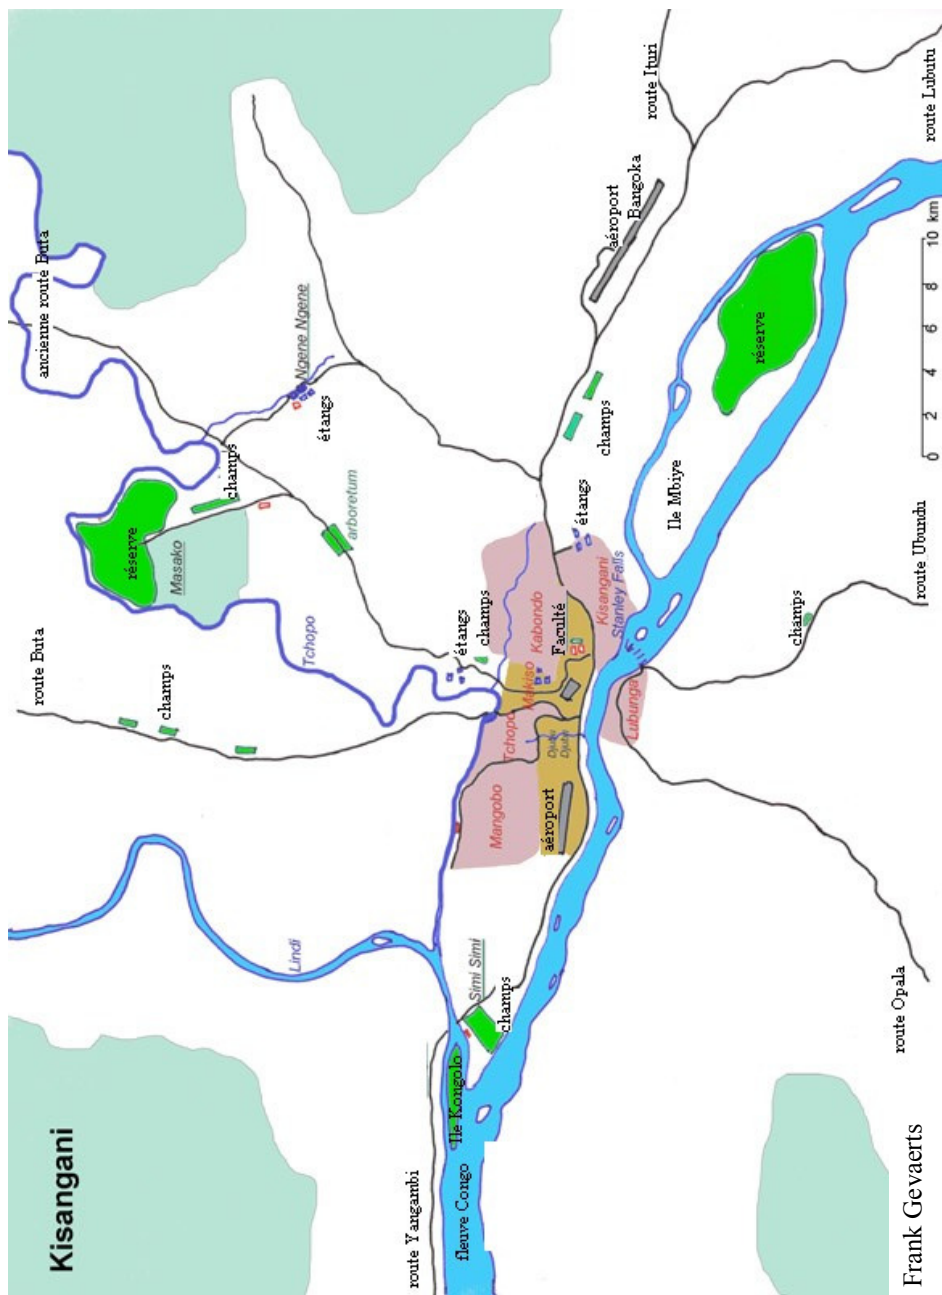 Kisangani
ancienne route Buta
route Buta
réserve
Masako
champs
Ngene Ngene
étangs
arboretum
champs
Tchopo
Lindi
étangs
champs
route Yangambi
fleuve Congo
Ile Kongolo
Simi Simi
champs
Mangobo
Tchopo
Makiso
Kabondo
Faculté
Kisangani
étangs
aéroport
Djubu
Djubu
Lubunga
Stanley Falls
champs
aéroport
Bangoka
route Ituri
route Lubutu
Ile Mbiye
réserve
champs
route Ubundu
route Opala
0 2 4 6 8 10 km
Frank Gevaerts